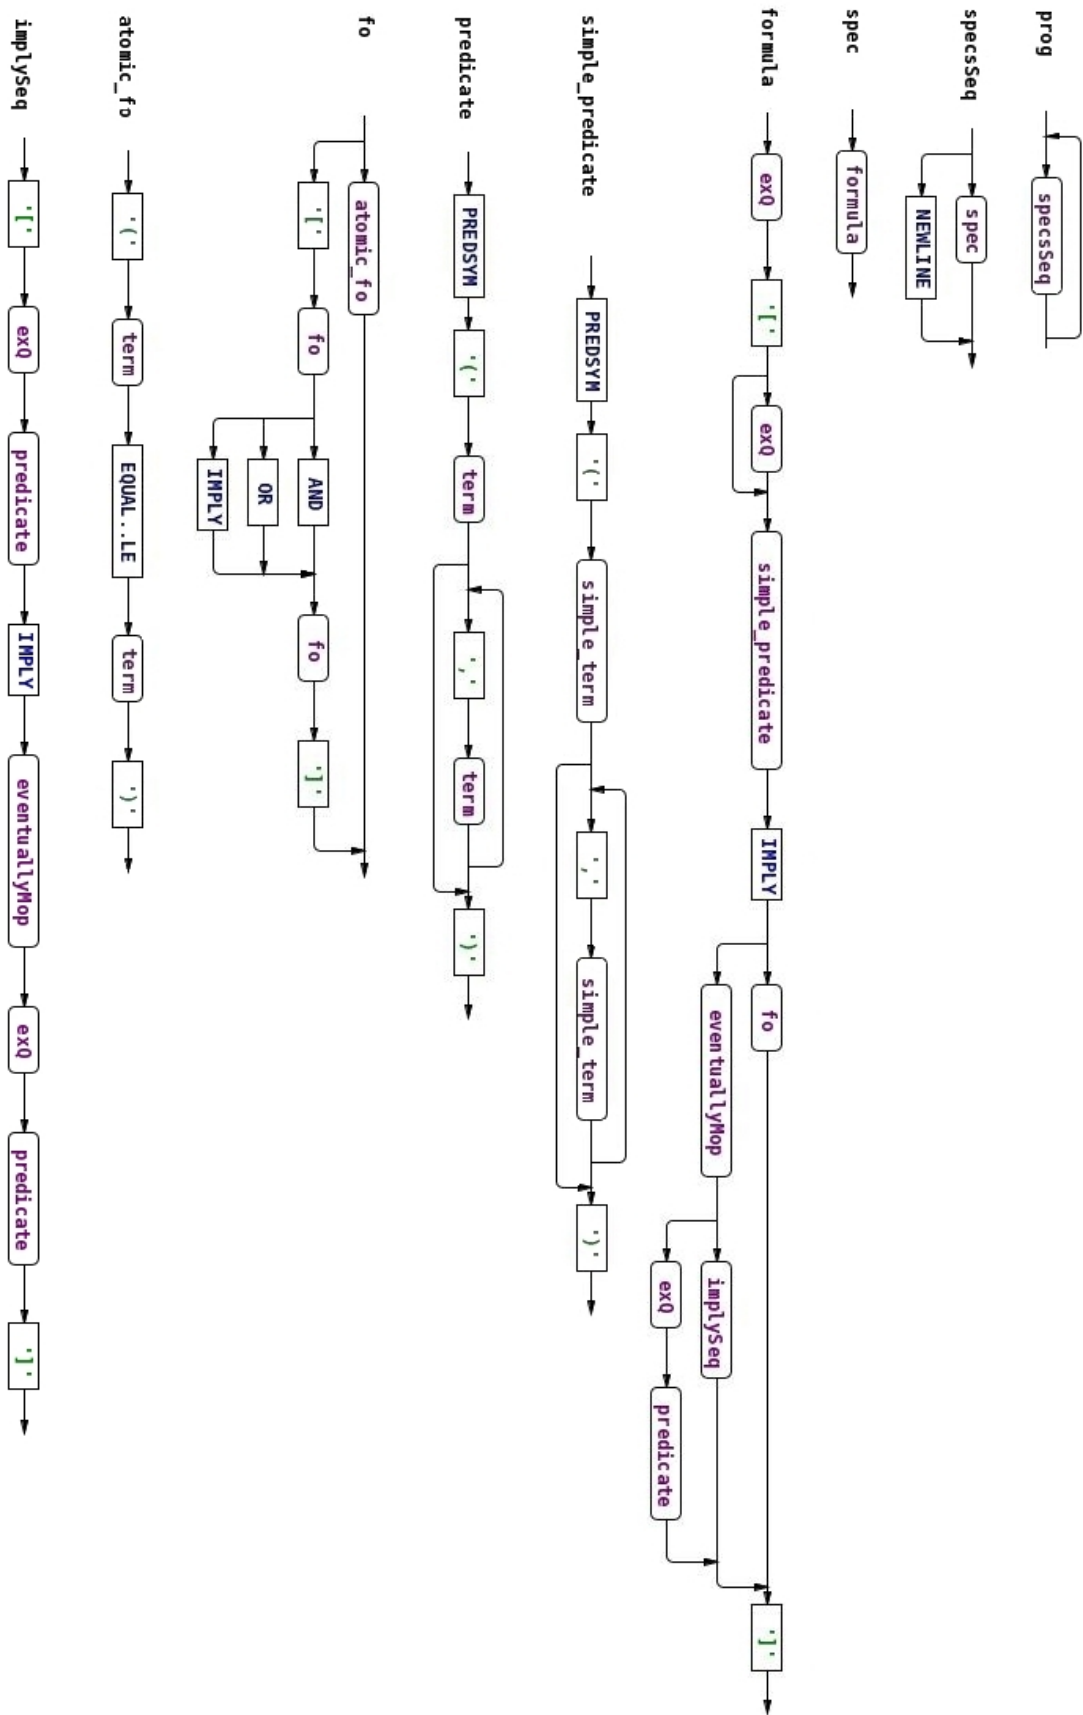 prog
specsSeq
specsSeq
spec
NEWLINE
spec
formula
formula
exQ '[' exQ simple_predicate IMPLY fo ']'
eventuallyMop implySeq
exQ predicate
simple_predicate
PREDSYM '(' simple_term ',' simple_term ')'
predicate
PREDSYM '(' term ',' term ')'
fo
atomic_fo
'[' fo AND fo ']'
OR
IMPLY
atomic_fo
'(' term EQUAL..LE term ')'
implySeq
'[' exQ predicate IMPLY eventuallyMop exQ predicate ']'